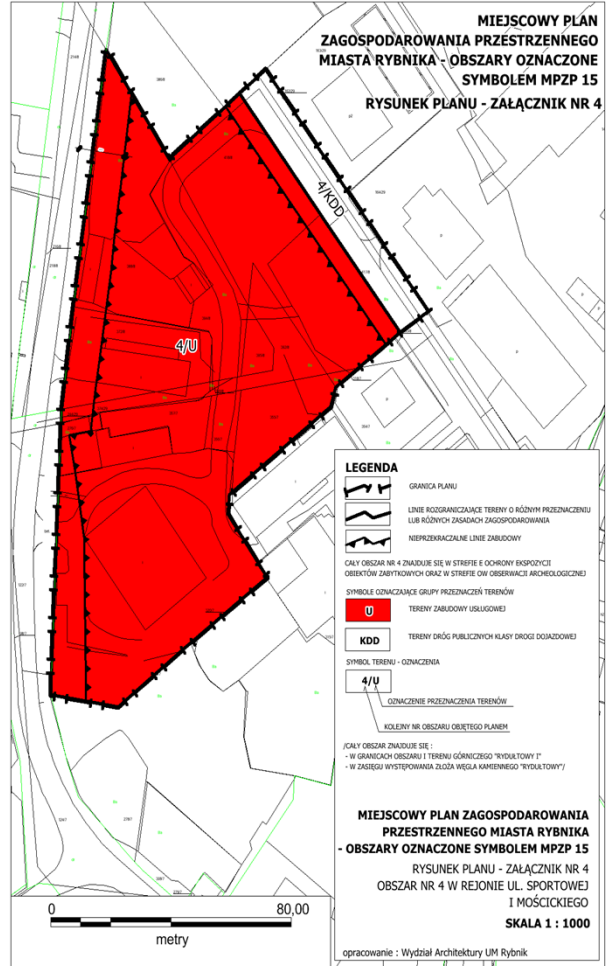 MIEJSCOWY PLAN
ZAGOSPODAROWANIA PRZESTRZENNEGO
MIASTA RYBNIKA - OBSZARY OZNACZONE
SYMBOLEM MPZP 15
RYSUNEK PLANU - ZAŁĄCZNIK NR 4
4/KDD
4/U
LEGENDA
GRANICA PLANU
LINIE ROZGRANICZAJĄCE TERENY O RÓŻNYM PRZEZNACZENIU
LUB RÓŻNYCH ZASADACH ZAGOSPODAROWANIA
NIEPRZEKRACZALNE LINIE ZABUDOWY
CAŁY OBSZAR NR 4 ZNAJDUJE SIĘ W STREFIE E OCHRONY EKSPOZYCJI
OBIEKTÓW ZABYTKOWYCH ORAZ W STREFIE OW OBSERWACJI ARCHEOLOGICZNEJ
SYMBOLE OZNACZAJĄCE GRUPY PRZEZNACZEŃ TERENÓW
U TERENY ZABUDOWY USŁUGOWEJ
KDD TERENY DRÓG PUBLICZNYCH KLASY DROGI DOJAZDOWEJ
SYMBOL TERENU - OZNACZENIA
4/U
OZNACZENIE PRZEZNACZENIA TERENÓW
KOLEJNY NR OBSZARU OBJĘTEGO PLANEM
/CAŁY OBSZAR ZNAJDUJE SIĘ :
- W GRANICACH OBSZARU I TERENU GÓRNICZEGO "RYDUŁTOWY I"
- W ZASIĘGU WYSTĘPOWANIA ZŁOŻA WĘGLA KAMIENNEGO "RYDUŁTOWY"/
MIEJSCOWY PLAN ZAGOSPODAROWANIA
PRZESTRZENNEGO MIASTA RYBNIKA
- OBSZARY OZNACZONE SYMBOLEM MPZP 15
RYSUNEK PLANU - ZAŁĄCZNIK NR 4
OBSZAR NR 4 W REJONIE UL. SPORTOWEJ
I MOŚCICKIEGO
SKALA 1 : 1000
opracowanie : Wydział Architektury UM Rybnik
0 80,00
metry